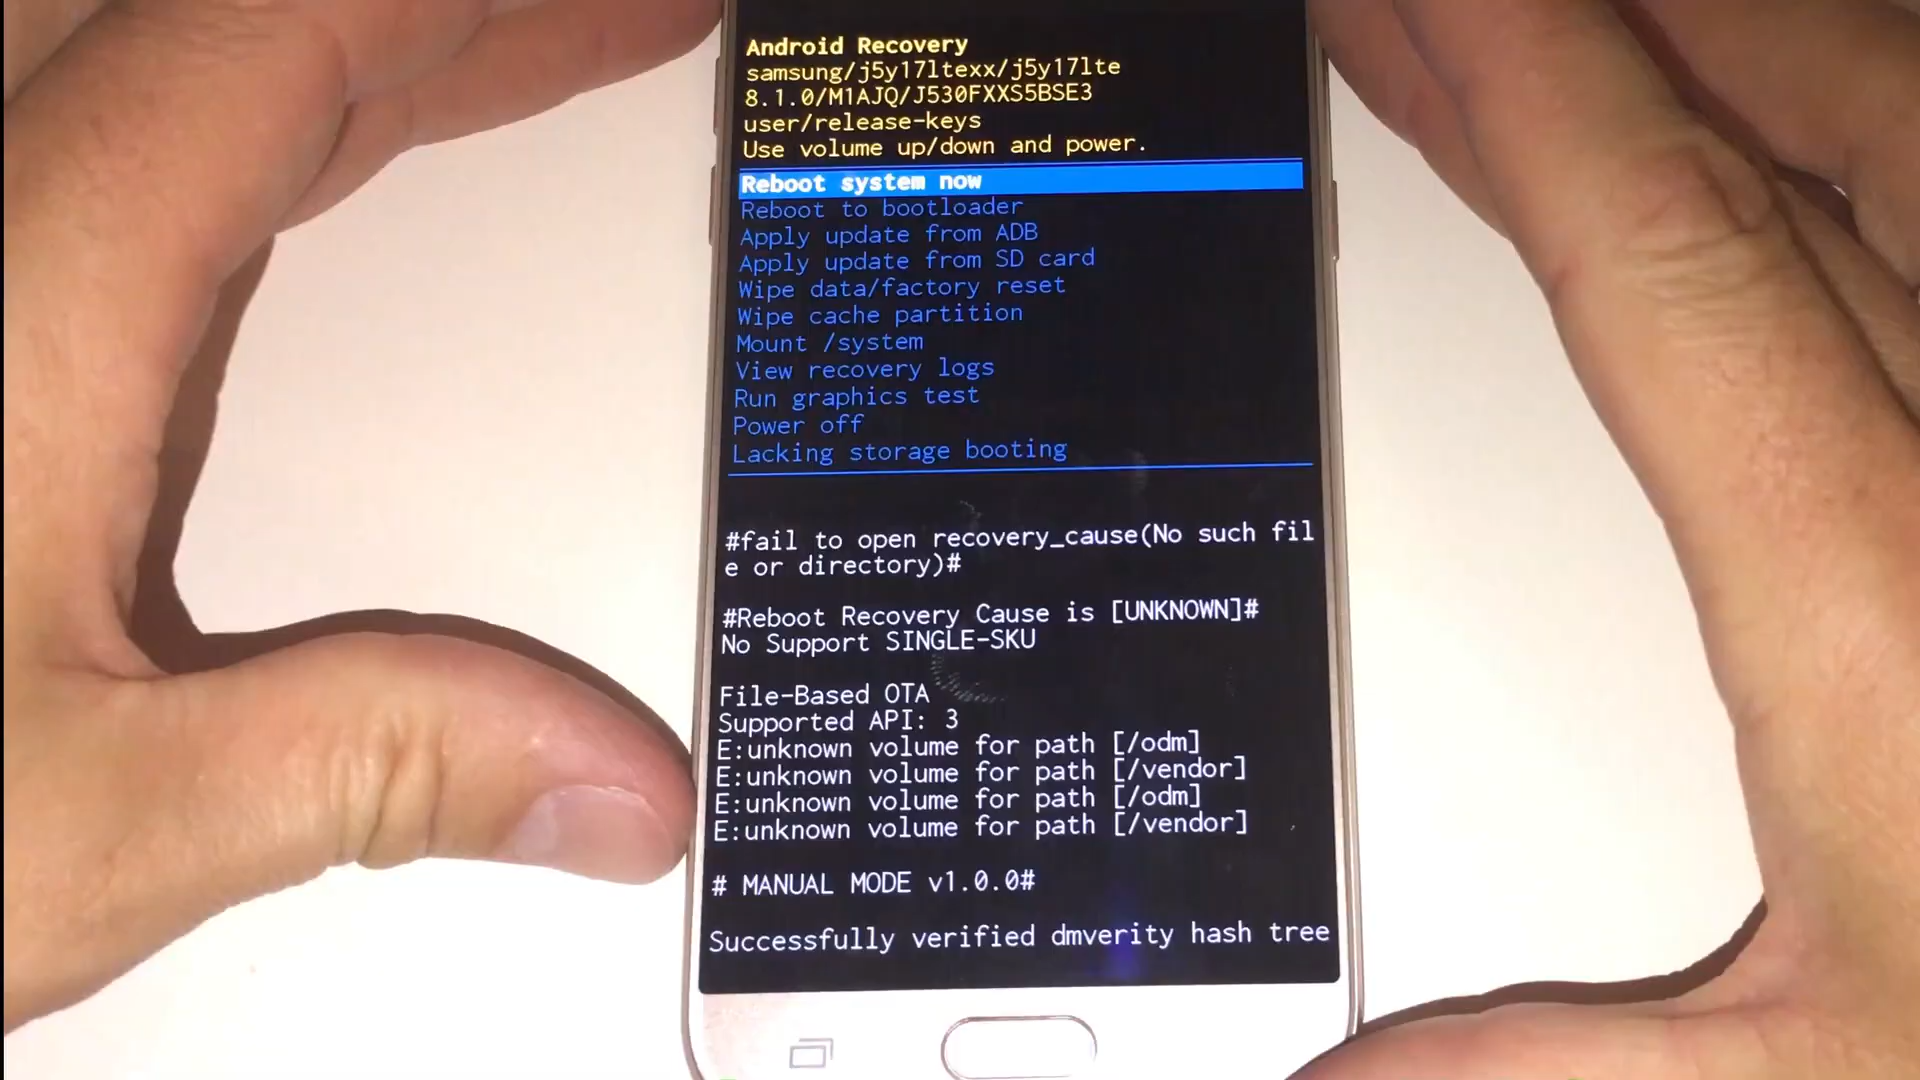 Android Recovery
samsung/j5y17ltexx/j5y17lte
8.1.0/M1AJQ/J530FXXS5BSE3
user/release-keys
Use volume up/down and power.
Reboot system now
Reboot to bootloader
Apply update from ADB
Apply update from SD card
Wipe data/factory reset
Wipe cache partition
Mount /system
View recovery logs
Run graphics test
Power off
Lacking storage booting
#fail to open recovery_cause(No such fil
e or directory)#
#Reboot Recovery Cause is [UNKNOWN]#
No Support SINGLE-SKU
File-Based OTA
Supported API: 3
E:unknown volume for path [/odm]
E:unknown volume for path [/vendor]
E:unknown volume for path [/odm]
E:unknown volume for path [/vendor]
# MANUAL MODE v1.0.0#
Successfully verified dmverity hash tree